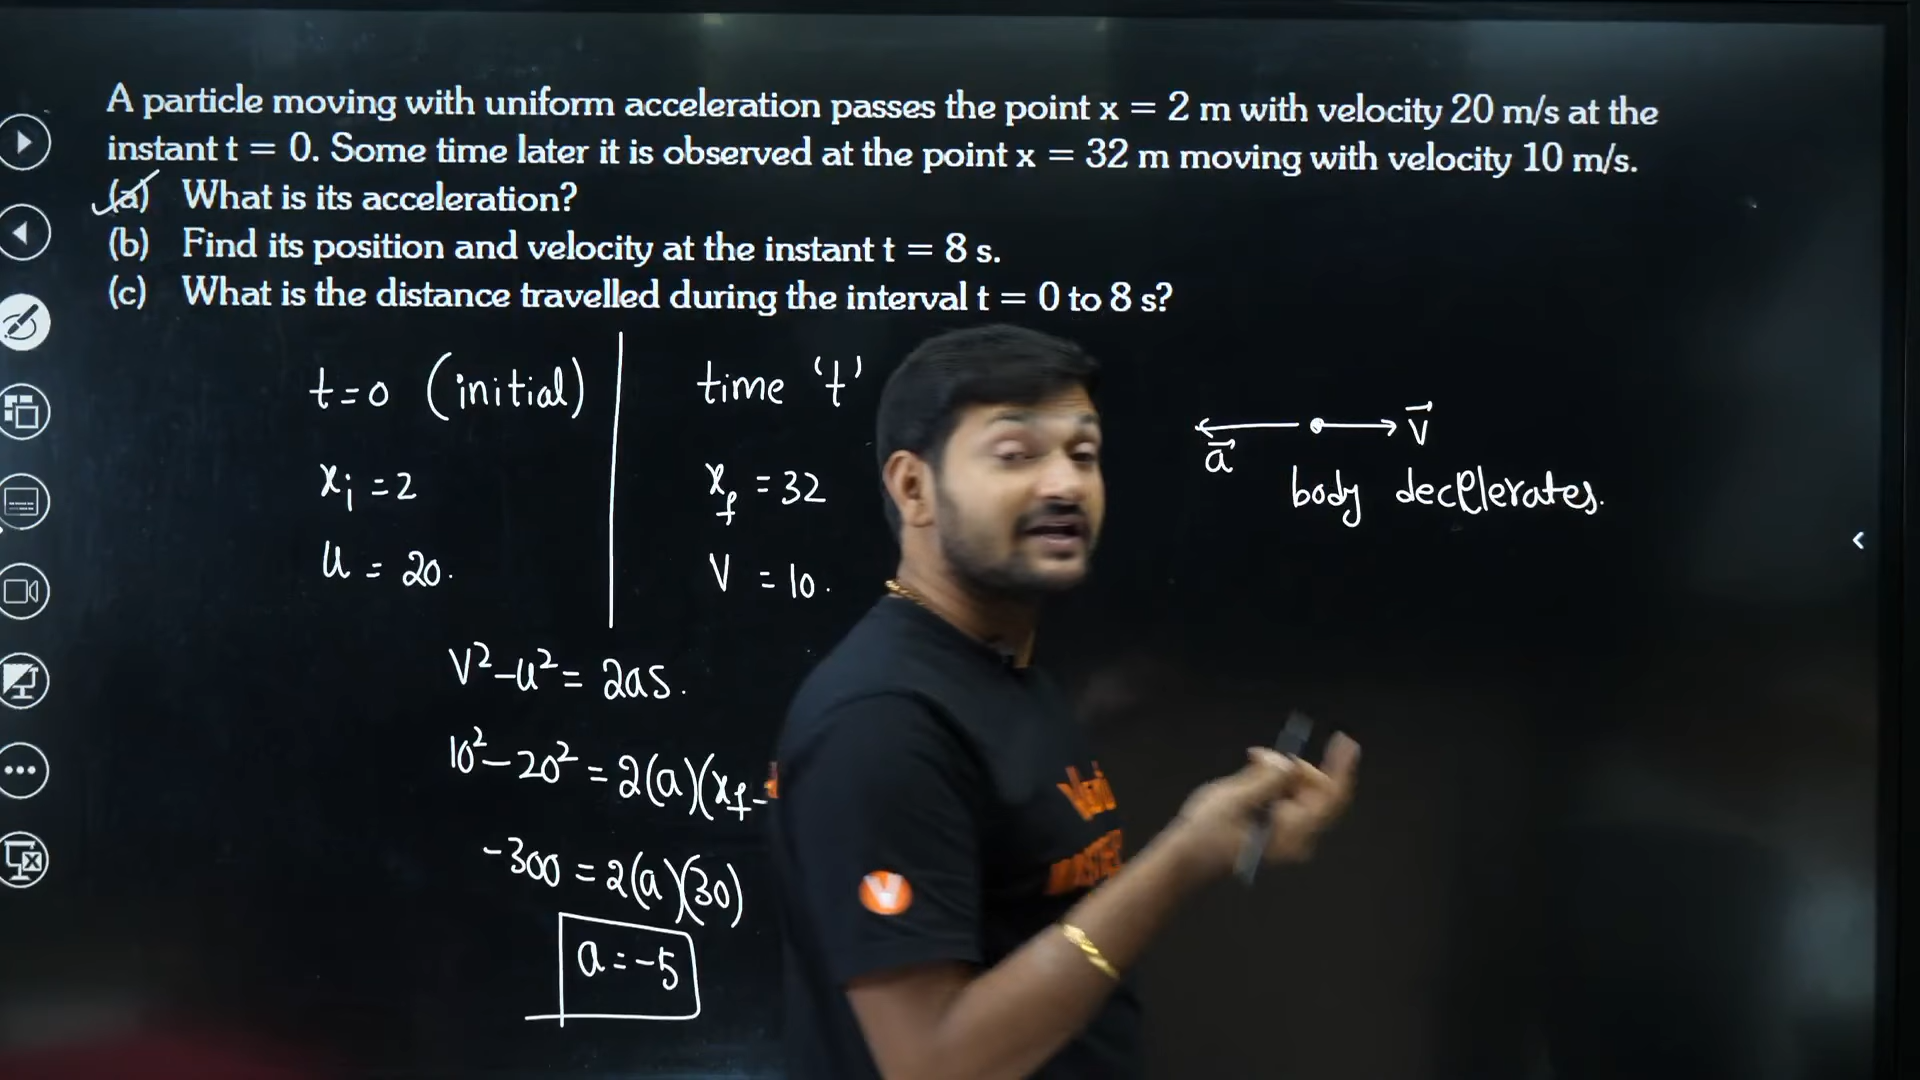 A particle moving with uniform acceleration passes the point x = 2 m with velocity 20 m/s at the
instant t = 0. Some time later it is observed at the point x = 32 m moving with velocity 10 m/s.
(a) What is its acceleration?
(b) Find its position and velocity at the instant t = 8 s.
(c) What is the distance travelled during the interval t = 0 to 8 s?
t=0 (initial)
xi = 2
u = 20.
time 't'
xf = 32
V = 10.
V²-u² = 2as.
10²-20² = 2(a)(xf-
-300 = 2(a)(30)
a=-5
a⃗
V⃗
body decelerates.
V